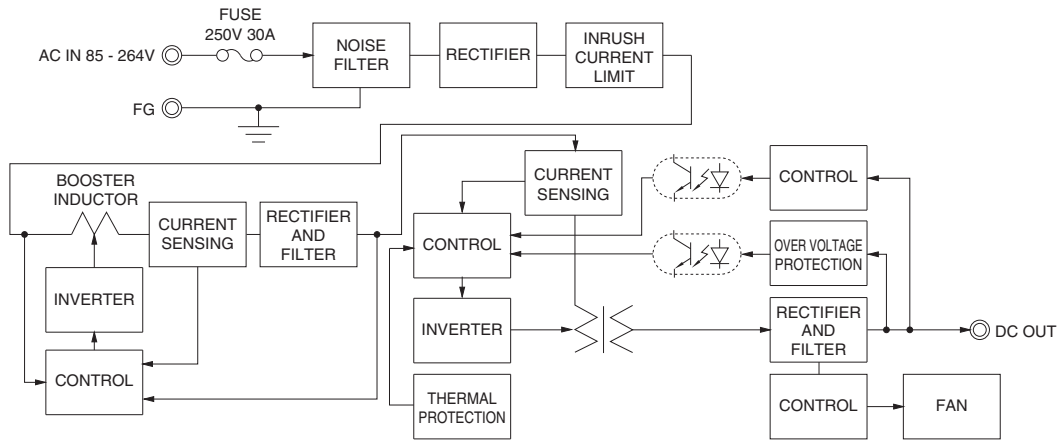 FUSE
250V 30A
AC IN 85 - 264V
NOISE
FILTER
RECTIFIER
INRUSH
CURRENT
LIMIT
FG
BOOSTER
INDUCTOR
CURRENT
SENSING
RECTIFIER
AND
FILTER
INVERTER
CONTROL
CURRENT
SENSING
CONTROL
INVERTER
THERMAL
PROTECTION
CONTROL
OVER VOLTAGE
PROTECTION
RECTIFIER
AND
FILTER
DC OUT
CONTROL
FAN